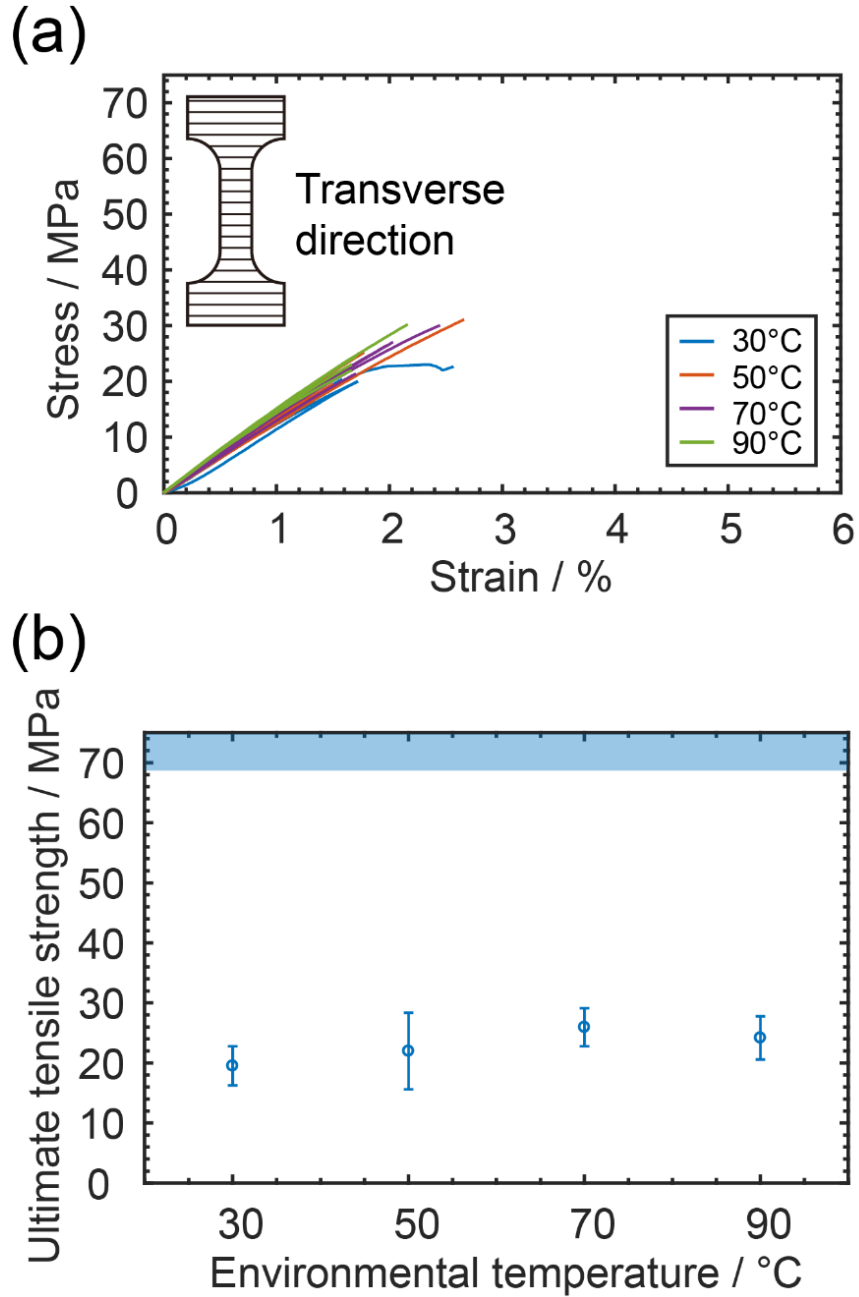 (a)
70
60
50
40
30
20
10
0
Stress / MPa
Transverse
direction
30°C
50°C
70°C
90°C
0 1 2 3 4 5 6
Strain / %
(b)
70
60
50
40
30
20
10
0
Ultimate tensile strength / MPa
30 50 70 90
Environmental temperature / °C